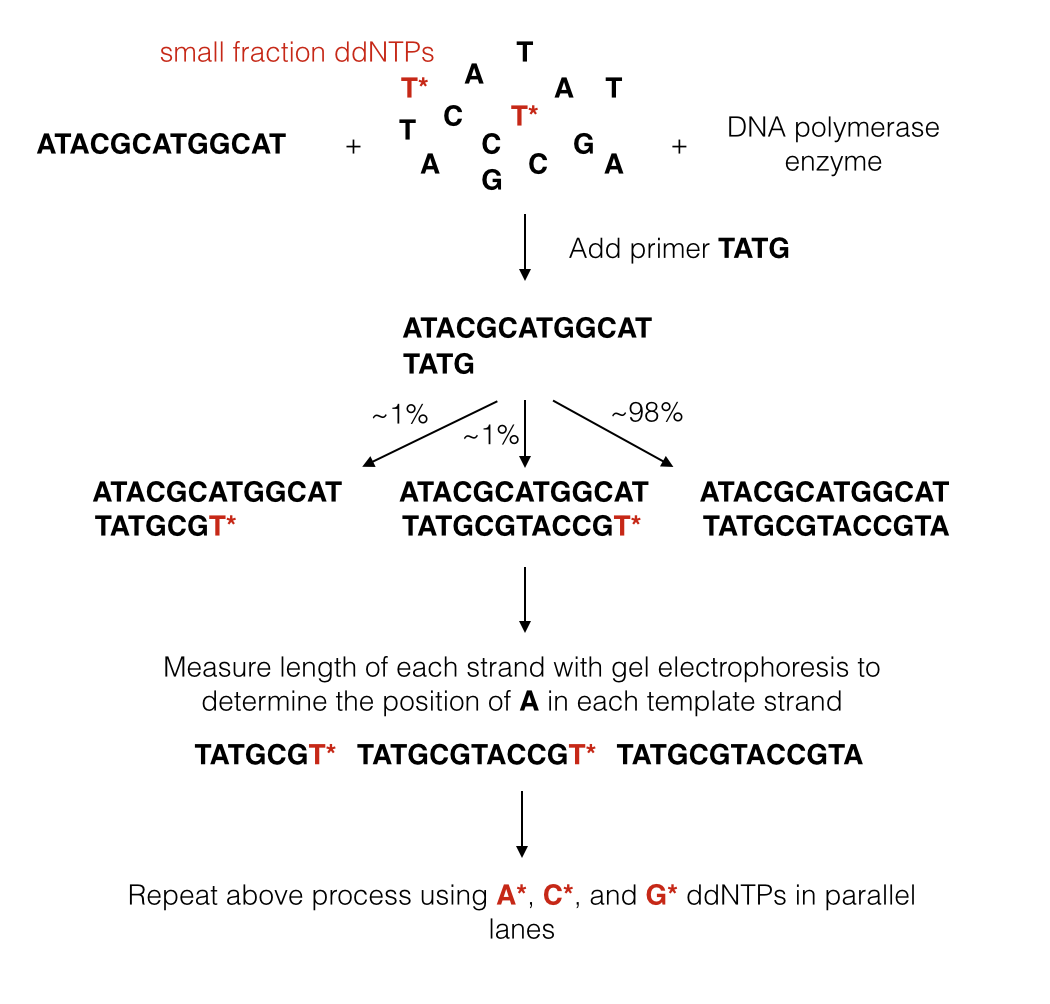 small fraction ddNTPs
T
A
T*
A
T
C
T*
T
ATACGCATGGCAT
+
C
G
+
DNA polymerase
enzyme
A
C
A
G
Add primer TATG
ATACGCATGGCAT
TATG
~1%
~1%
~98%
ATACGCATGGCAT
TATGCGT*
ATACGCATGGCAT
TATGCGTACCGT*
ATACGCATGGCAT
TATGCGTACCGTA
Measure length of each strand with gel electrophoresis to
determine the position of A in each template strand
TATGCGT* TATGCGTACCGT* TATGCGTACCGTA
Repeat above process using A*, C*, and G* ddNTPs in parallel
lanes